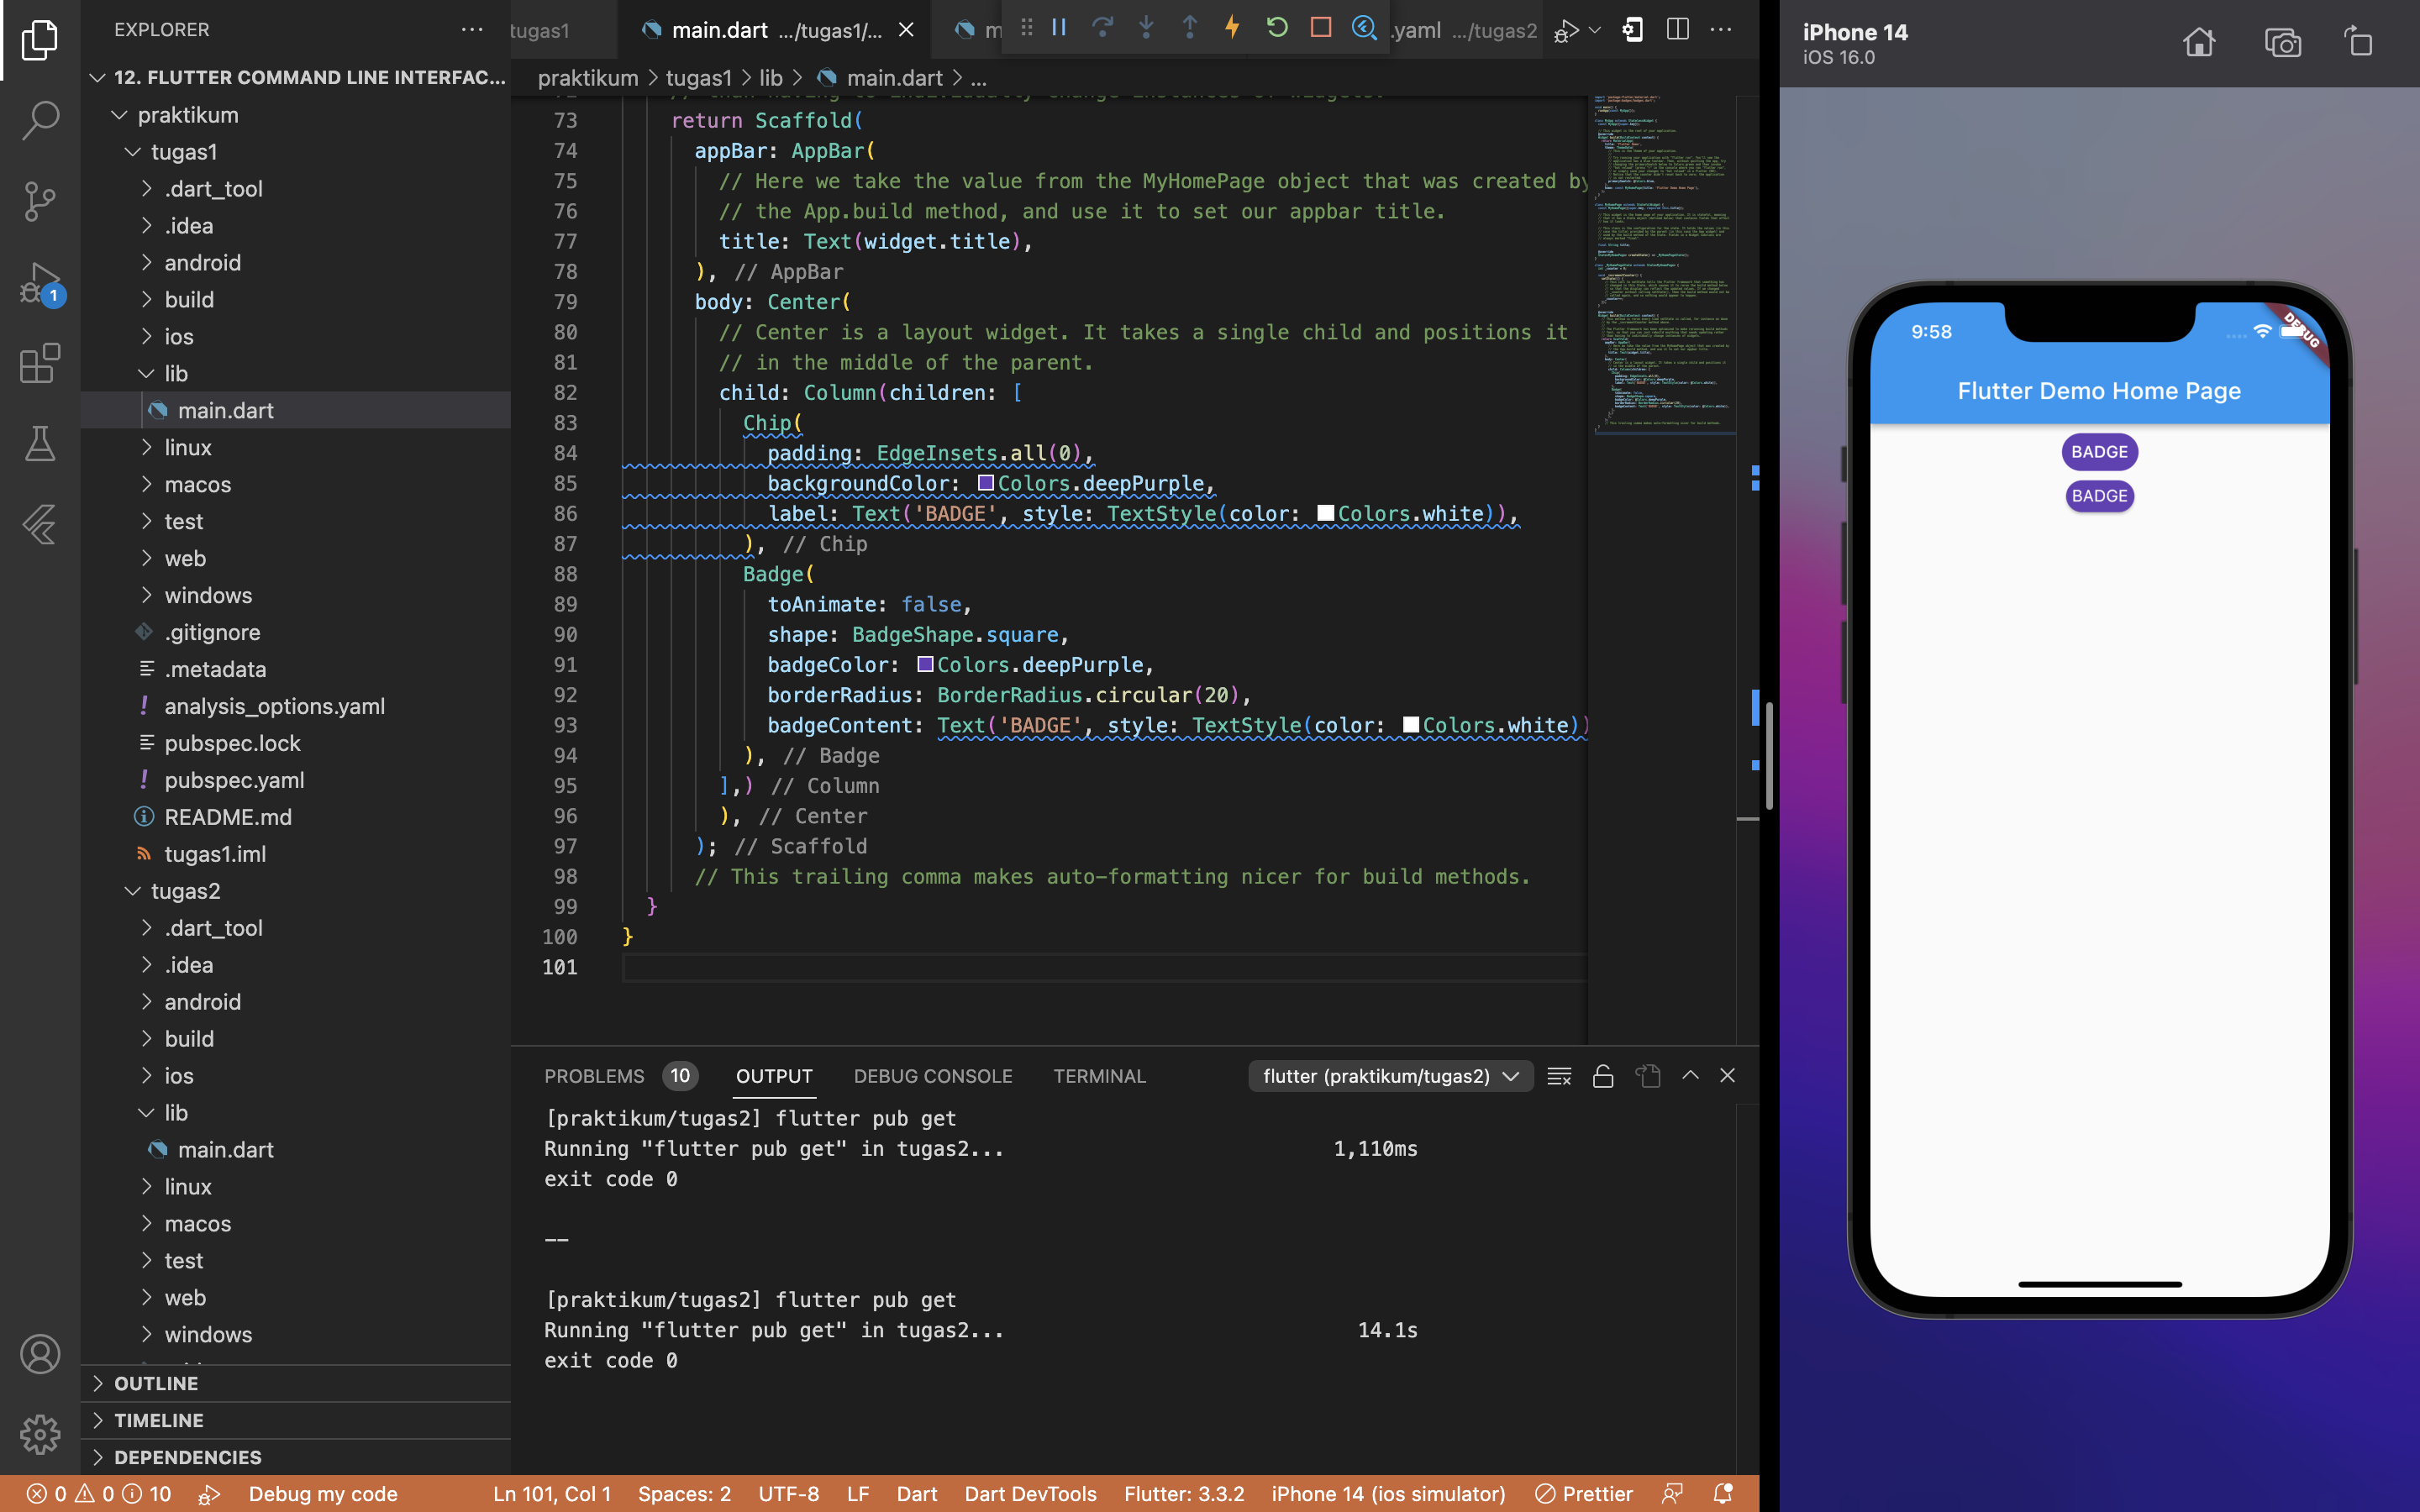 EXPLORER
12. FLUTTER COMMAND LINE INTERFAC...
praktikum
tugas1
.dart_tool
.idea
android
build
ios
lib
main.dart
linux
macos
test
web
windows
.gitignore
.metadata
analysis_options.yaml
pubspec.lock
pubspec.yaml
README.md
tugas1.iml
tugas2
.dart_tool
.idea
android
build
ios
lib
main.dart
linux
macos
test
web
windows
OUTLINE
TIMELINE
DEPENDENCIES
1
tugas1
main.dart .../tugas1/...
.yaml .../tugas2
praktikum > tugas1 > lib > main.dart > ...
73 return Scaffold(
74 appBar: AppBar(
75 // Here we take the value from the MyHomePage object that was created by
76 // the App.build method, and use it to set our appbar title.
77 title: Text(widget.title),
78 ), // AppBar
79 body: Center(
80 // Center is a layout widget. It takes a single child and positions it
81 // in the middle of the parent.
82 child: Column(children: [
83 Chip(
84 padding: EdgeInsets.all(0),
85 backgroundColor: Colors.deepPurple,
86 label: Text('BADGE', style: TextStyle(color: Colors.white)),
87 ), // Chip
88 Badge(
89 toAnimate: false,
90 shape: BadgeShape.square,
91 badgeColor: Colors.deepPurple,
92 borderRadius: BorderRadius.circular(20),
93 badgeContent: Text('BADGE', style: TextStyle(color: Colors.white))
94 ), // Badge
95 ],) // Column
96 ), // Center
97 ); // Scaffold
98 // This trailing comma makes auto-formatting nicer for build methods.
99 }
100 }
101
PROBLEMS 10 OUTPUT DEBUG CONSOLE TERMINAL flutter (praktikum/tugas2)
[praktikum/tugas2] flutter pub get
Running "flutter pub get" in tugas2... 1,110ms
exit code 0
--
[praktikum/tugas2] flutter pub get
Running "flutter pub get" in tugas2... 14.1s
exit code 0
0 0 10 Debug my code Ln 101, Col 1 Spaces: 2 UTF-8 LF Dart Dart DevTools Flutter: 3.3.2 iPhone 14 (ios simulator) Prettier
iPhone 14
iOS 16.0
9:58
DEBUG
Flutter Demo Home Page
BADGE
BADGE